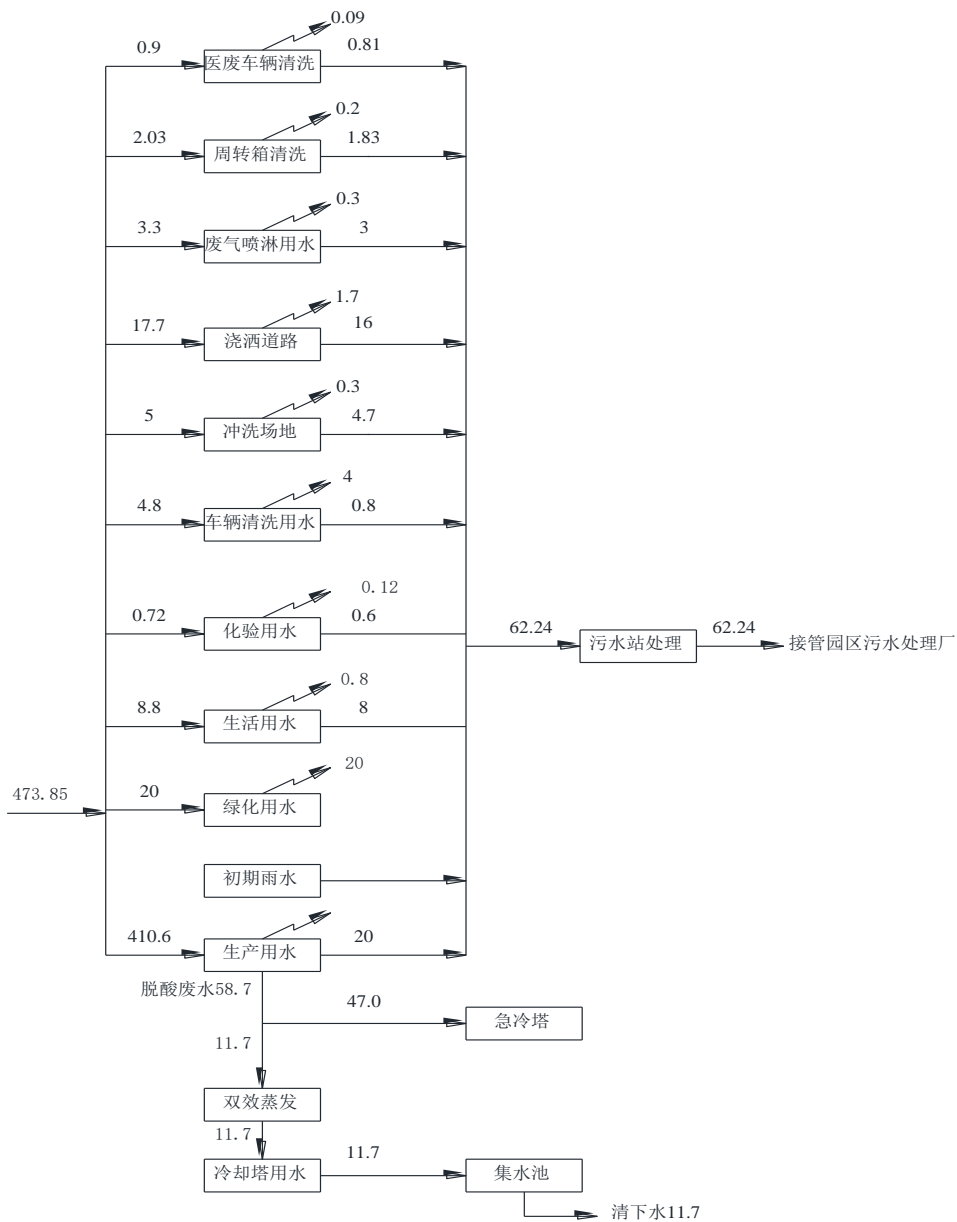 0.09
0.9
医废车辆清洗
0.81
0.2
2.03
周转箱清洗
1.83
0.3
3.3
废气喷淋用水
3
1.7
17.7
浇洒道路
16
0.3
5
冲洗场地
4.7
4
4.8
车辆清洗用水
0.8
0.12
0.72
化验用水
0.6
62.24
污水站处理
62.24
接管园区污水处理厂
0.8
8.8
生活用水
8
20
473.85
20
绿化用水
初期雨水
410.6
生产用水
20
脱酸废水58.7
47.0
急冷塔
11.7
双效蒸发
11.7
冷却塔用水
11.7
集水池
清下水11.7